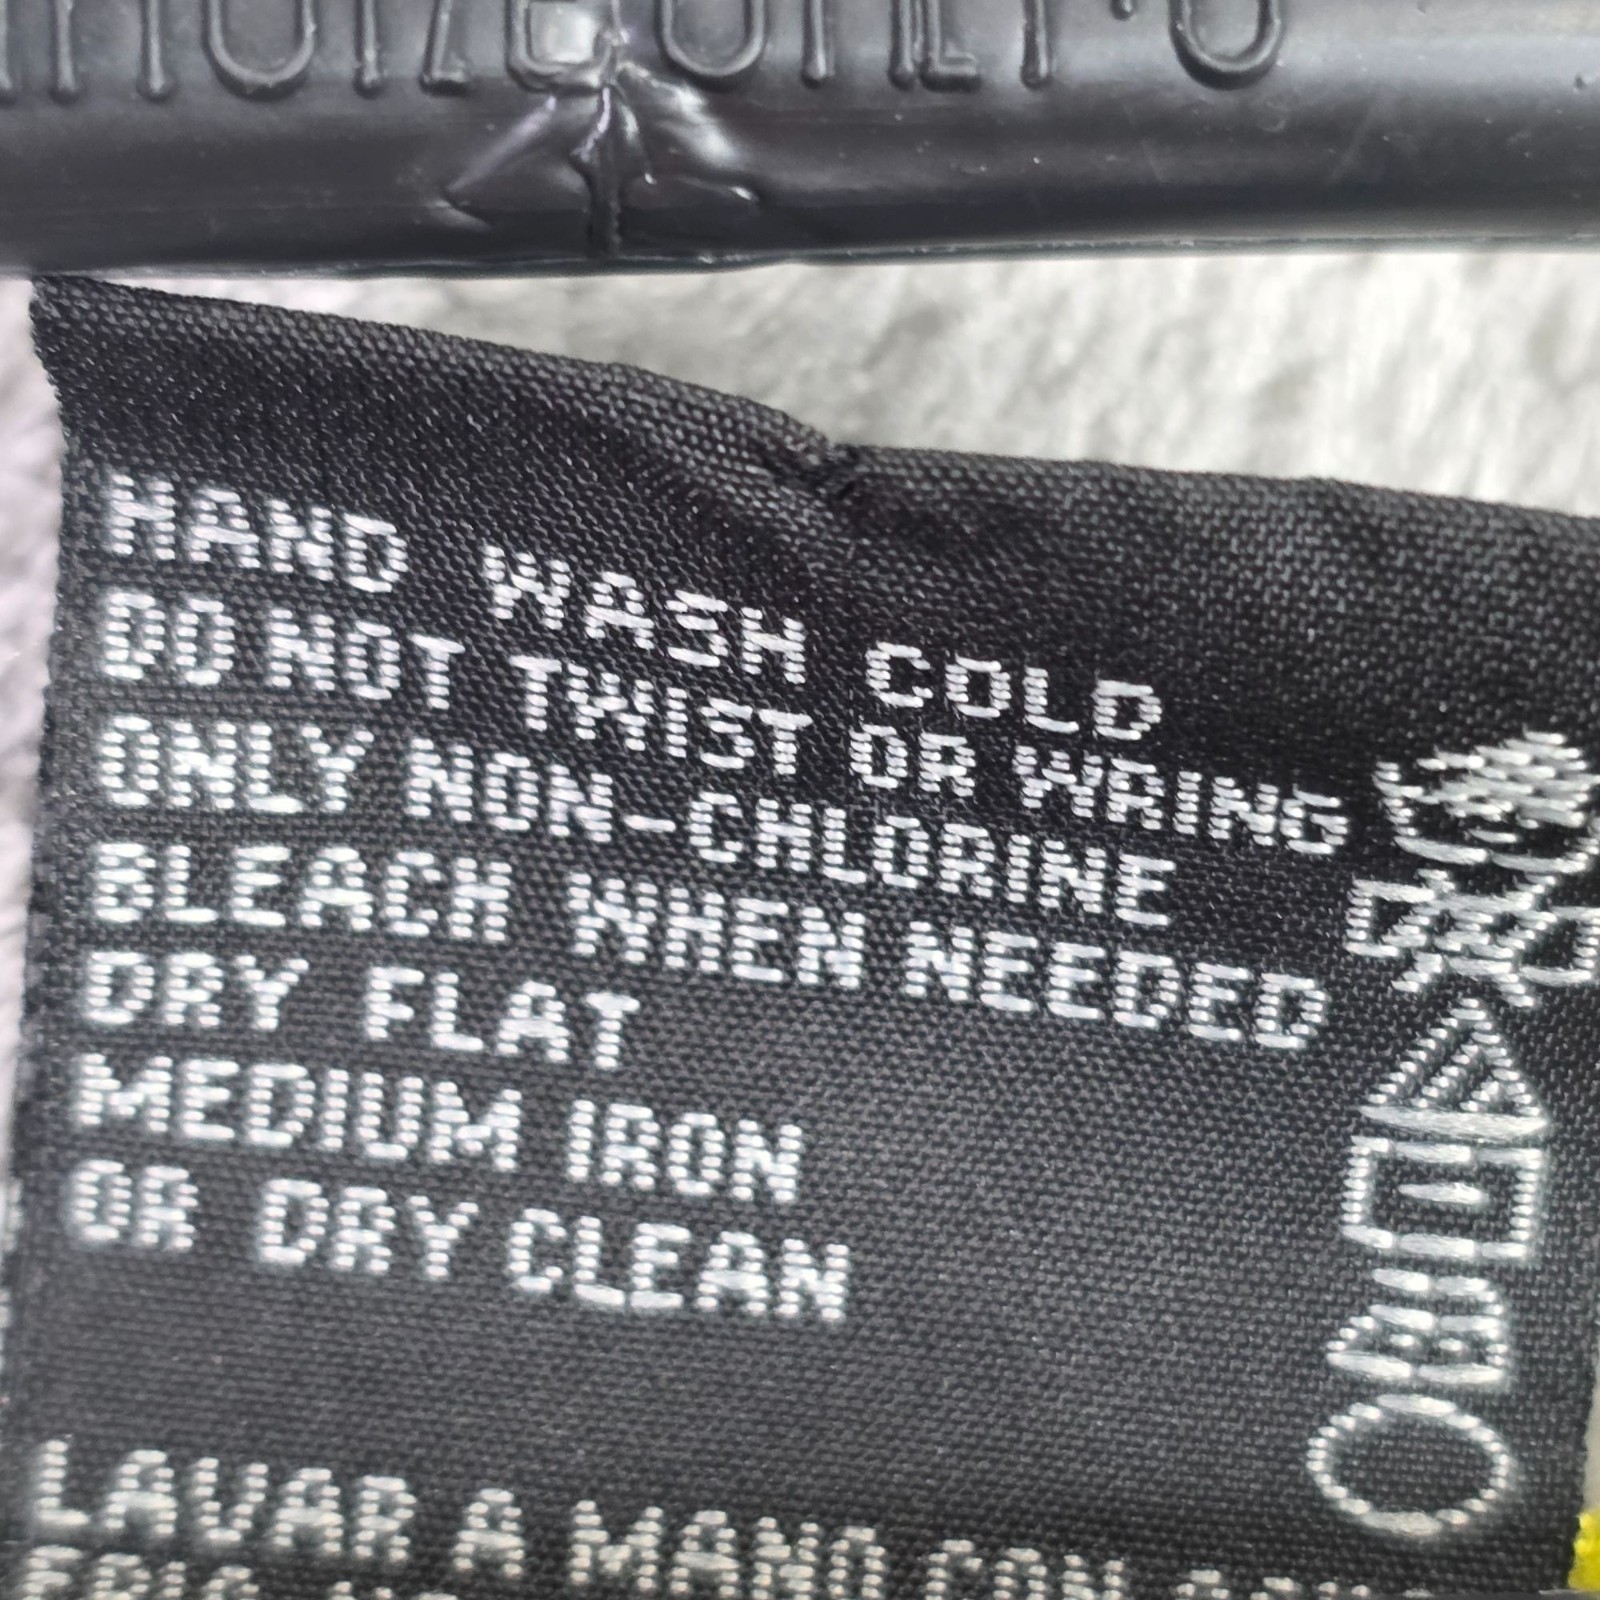 HAND WASH COLD
DO NOT TWIST OR WRING
ONLY NON-CHLORINE
BLEACH WHEN NEEDED
DRY FLAT
MEDIUM IRON
OR DRY CLEAN
LAVAR A MANO CON